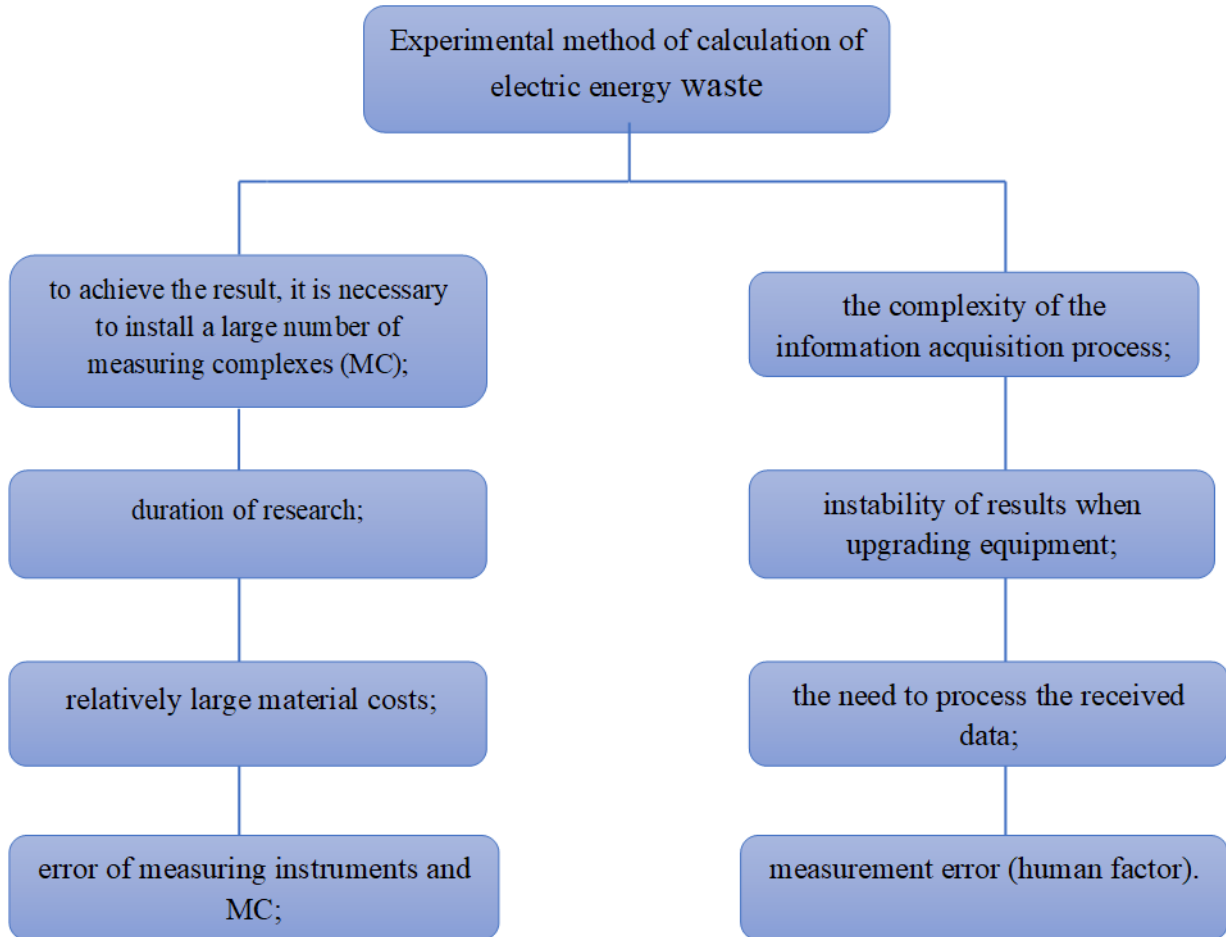 Experimental method of calculation of
electric energy waste
to achieve the result, it is necessary
to install a large number of
measuring complexes (MC);
duration of research;
relatively large material costs;
error of measuring instruments and
MC;
the complexity of the
information acquisition process;
instability of results when
upgrading equipment;
the need to process the received
data;
measurement error (human factor).